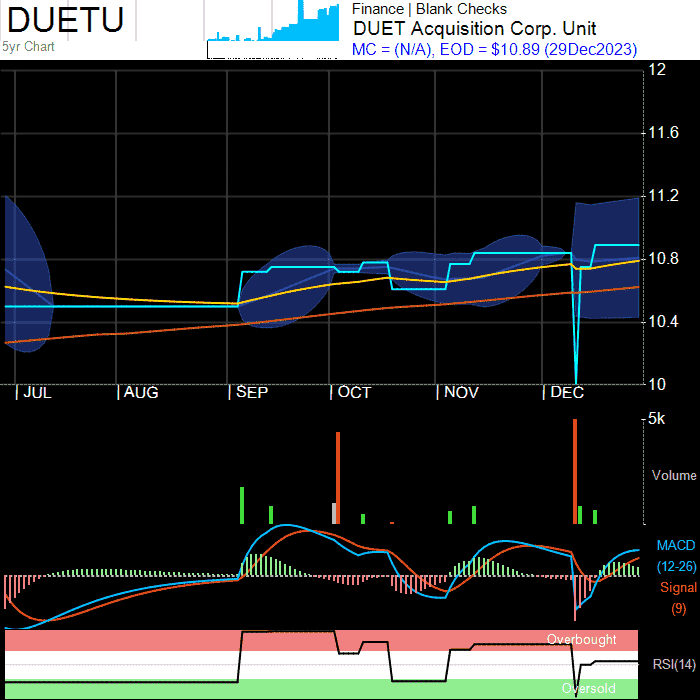 DUETU
5yr Chart
Finance | Blank Checks
DUET Acquisition Corp. Unit
MC = (N/A), EOD = $10.89 (29Dec2023)
12
11.6
11.2
10.8
10.4
10
JUL
AUG
SEP
OCT
NOV
DEC
5k
Volume
MACD
(12-26)
Signal
(9)
Overbought
RSI(14)
Oversold